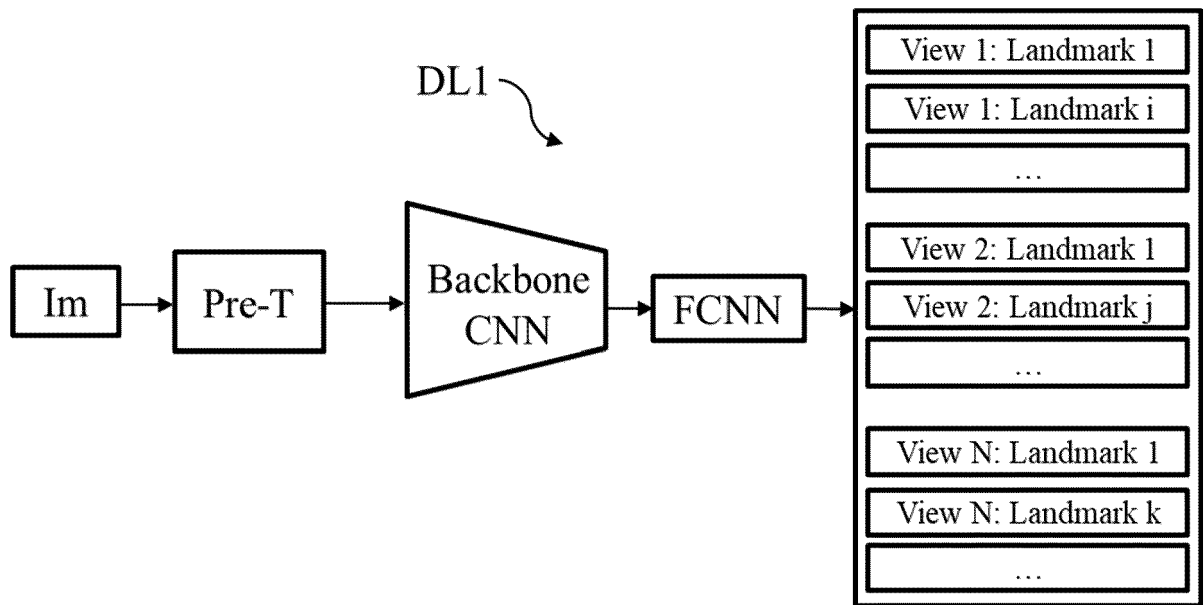 DL1
Im
Pre-T
Backbone
CNN
FCNN
View 1: Landmark 1
View 1: Landmark i
...
View 2: Landmark 1
View 2: Landmark j
...
View N: Landmark 1
View N: Landmark k
...